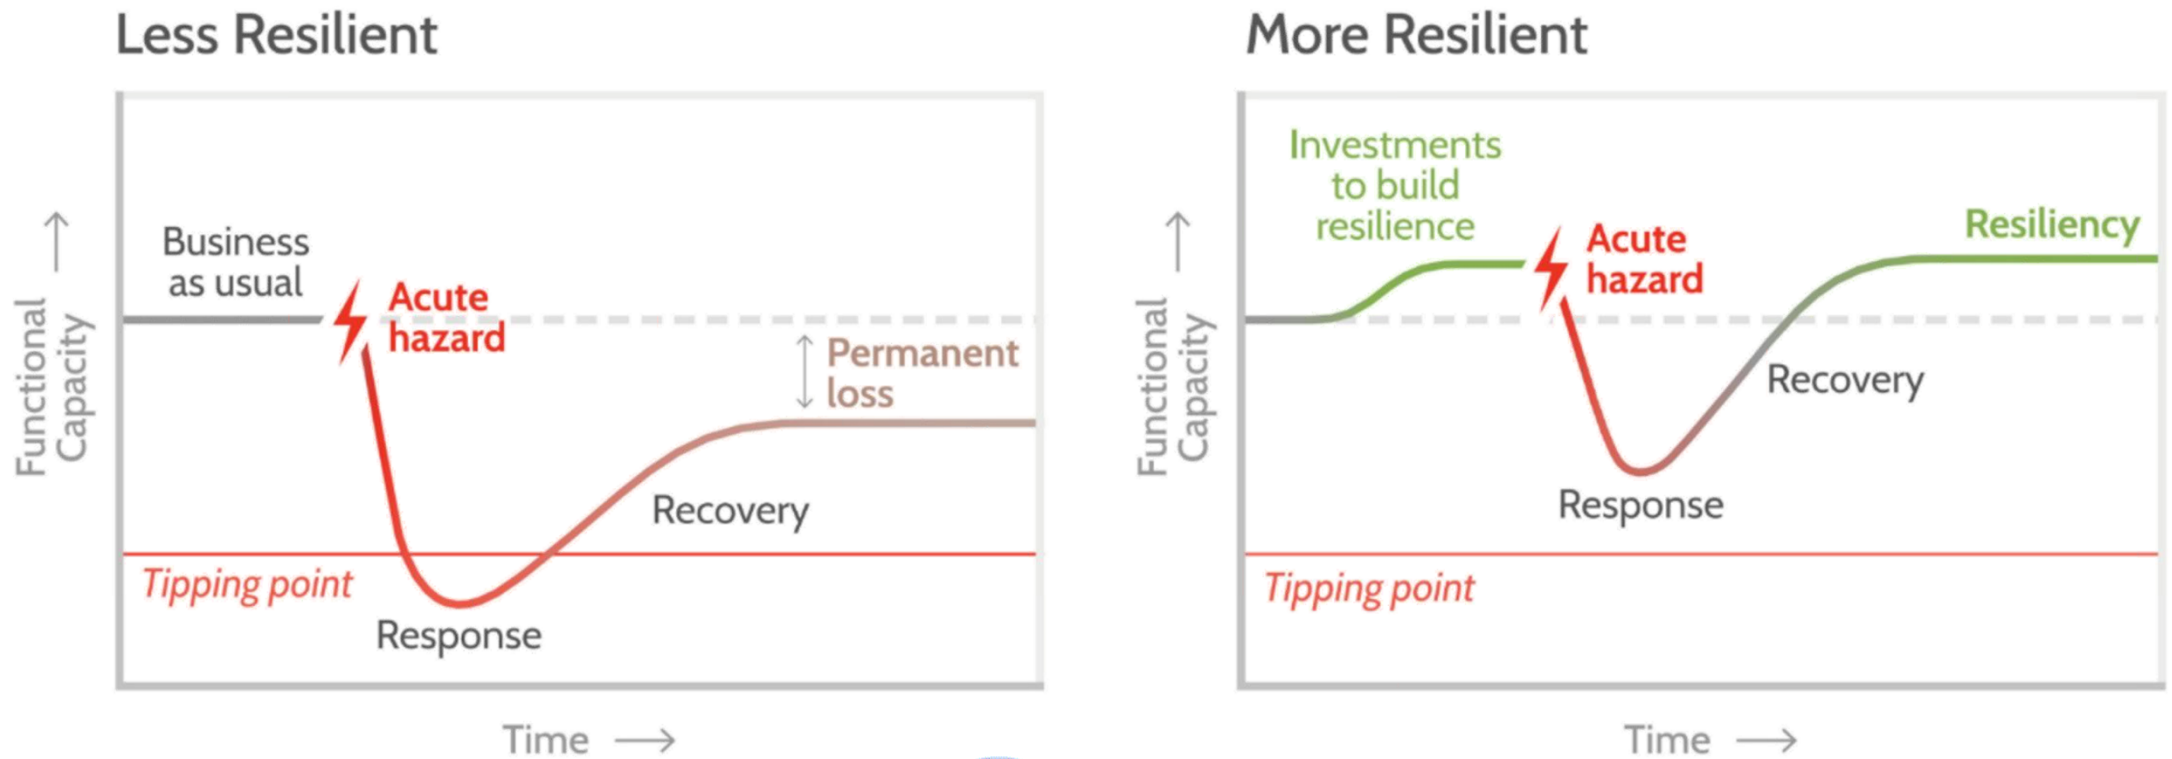 Less Resilient
Functional
Capacity
Business
as usual
Acute
hazard
Permanent
loss
Recovery
Tipping point
Response
Time
More Resilient
Functional
Capacity
Investments
to build
resilience
Acute
hazard
Resiliency
Recovery
Response
Tipping point
Time